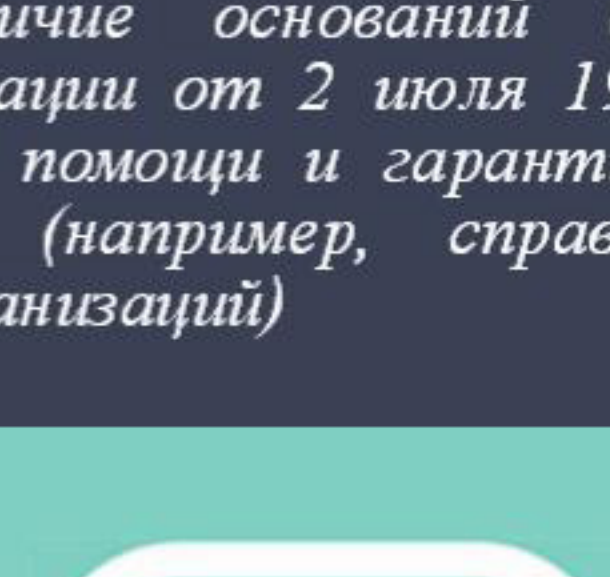 ичие оснований
ации от 2 июля 19
помощи и гарант
(например, справ
анизаций)